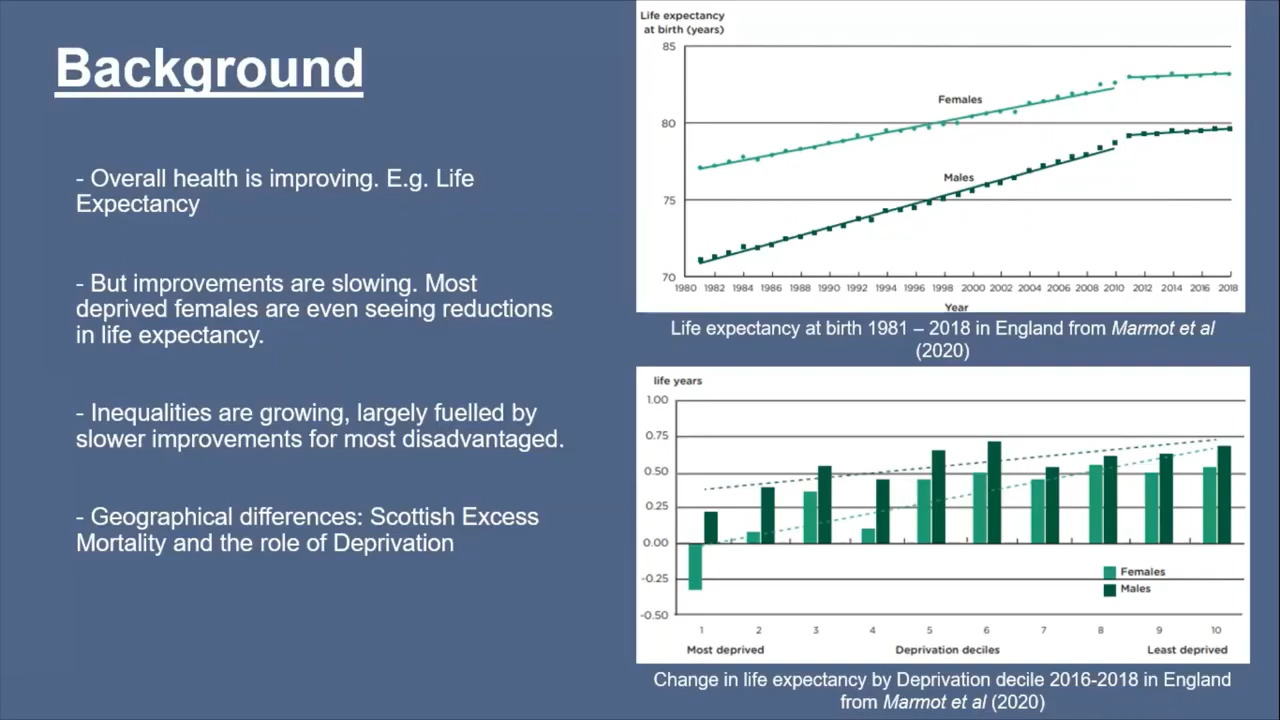 Background
- Overall health is improving. E.g. Life
Expectancy
- But improvements are slowing. Most
deprived females are even seeing reductions
in life expectancy.
- Inequalities are growing, largely fuelled by
slower improvements for most disadvantaged.
- Geographical differences: Scottish Excess
Mortality and the role of Deprivation
Life expectancy
at birth (years)
85
80
75
70
Females
Males
1980 1982 1984 1986 1988 1990 1992 1994 1996 1998 2000 2002 2004 2006 2008 2010 2012 2014 2016 2018
Year
Life expectancy at birth 1981 – 2018 in England from Marmot et al
(2020)
life years
1.00
0.75
0.50
0.25
0.00
-0.25
-0.50
Females
Males
1 2 3 4 5 6 7 8 9 10
Most deprived Deprivation deciles Least deprived
Change in life expectancy by Deprivation decile 2016-2018 in England
from Marmot et al (2020)